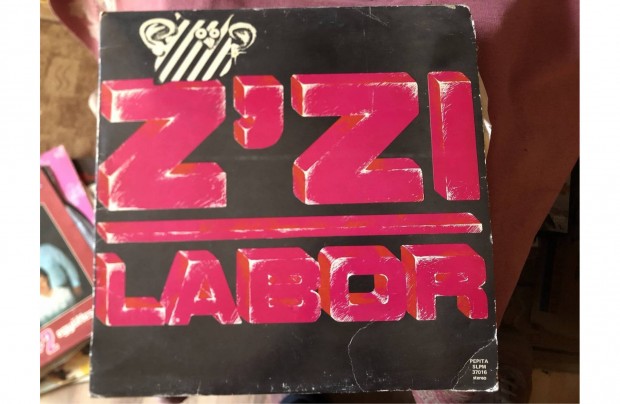 Z'ZI
LABOR
PEPITA
SLPM
37016
stereo